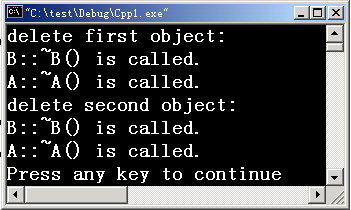 "C:\test\Debug\Cpp1.exe"
delete first object:
B::~B() is called.
A::~A() is called.
delete second object:
B::~B() is called.
A::~A() is called.
Press any key to continue